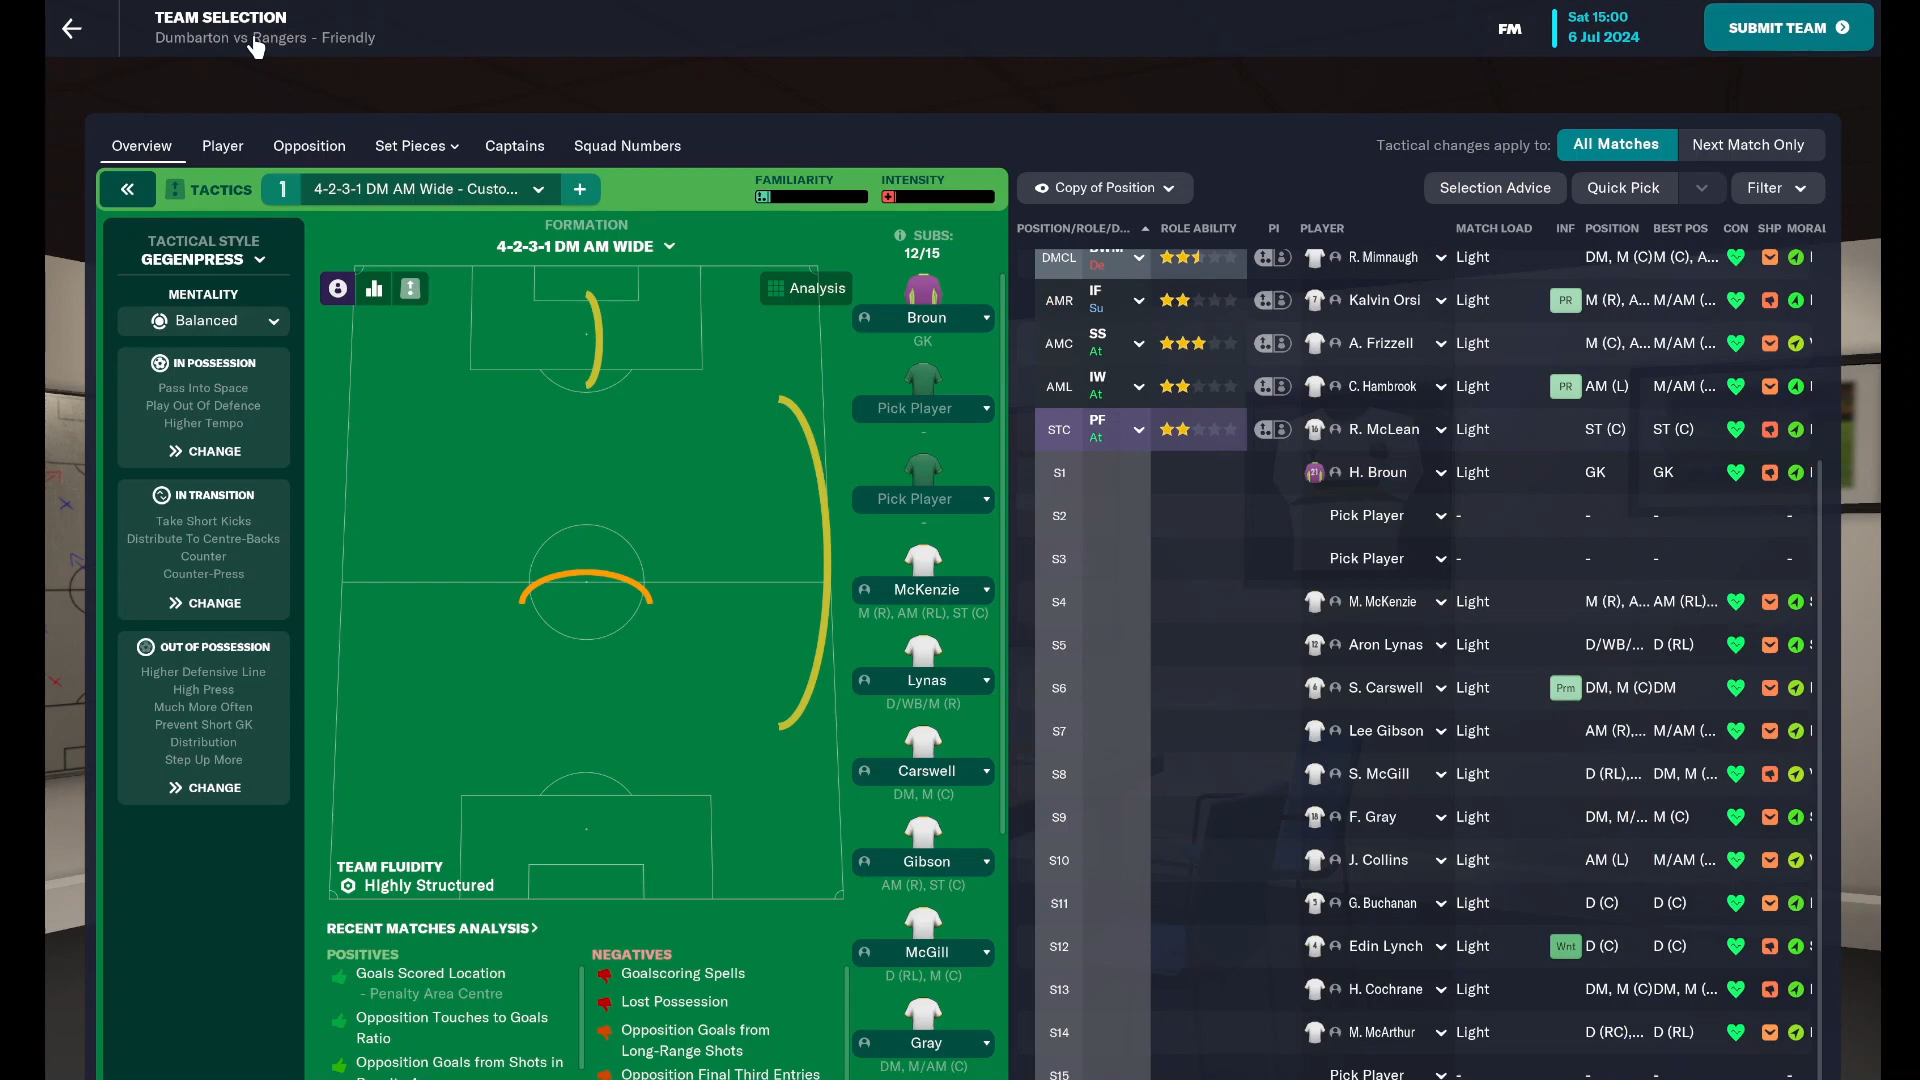 TEAM SELECTION
Dumbarton vs Rangers - Friendly
FM
Sat 15:00
6 Jul 2024
SUBMIT TEAM
Overview
Player
Opposition
Set Pieces
Captains
Squad Numbers
Tactical changes apply to:
All Matches
Next Match Only
TACTICS
1
4-2-3-1 DM AM Wide - Custo...
FAMILIARITY
INTENSITY
Copy of Position
Selection Advice
Quick Pick
Filter
TACTICAL STYLE
GEGENPRESS
MENTALITY
Balanced
IN POSSESSION
Pass Into Space
Play Out Of Defence
Higher Tempo
CHANGE
IN TRANSITION
Take Short Kicks
Distribute To Centre-Backs
Counter
Counter-Press
CHANGE
OUT OF POSSESSION
Higher Defensive Line
High Press
Much More Often
Prevent Short GK
Distribution
Step Up More
CHANGE
FORMATION
4-2-3-1 DM AM WIDE
Analysis
TEAM FLUIDITY
Highly Structured
RECENT MATCHES ANALYSIS
POSITIVES
Goals Scored Location
- Penalty Area Centre
Opposition Touches to Goals
Ratio
Opposition Goals from Shots in
NEGATIVES
Goalscoring Spells
Lost Possession
Opposition Goals from
Long-Range Shots
Opposition Final Third Entries
SUBS:
12/15
Broun
GK
Pick Player
-
Pick Player
-
McKenzie
M (R), AM (RL), ST (C)
Lynas
D/WB/M (R)
Carswell
DM, M (C)
Gibson
AM (R), ST (C)
McGill
D (RL), M (C)
Gray
DM, M/AM (C)
POSITION/ROLE/D... ROLE ABILITY PI PLAYER MATCH LOAD INF POSITION BEST POS CON SHP MORAL
DMCL De R. Mimnaugh Light DM, M (C) M (C), A...
AMR IF Su 7 Kalvin Orsi Light PR M (R), A... M/AM (...
AMC SS At A. Frizzell Light M (C), A... M/AM (...
AML IW At C. Hambrook Light PR AM (L) M/AM (...
STC PF At 16 R. McLean Light ST (C) ST (C)
S1 21 H. Broun Light GK GK
S2 Pick Player - - - -
S3 Pick Player - - - -
S4 M. McKenzie Light M (R), A... AM (RL)...
S5 12 Aron Lynas Light D/WB/... D (RL)
S6 S. Carswell Light Prm DM, M (C) DM
S7 Lee Gibson Light AM (R),... M/AM (...
S8 S. McGill Light D (RL),... DM, M (...
S9 18 F. Gray Light DM, M/... M (C)
S10 J. Collins Light AM (L) M/AM (...
S11 5 G. Buchanan Light D (C) D (C)
S12 4 Edin Lynch Light Wnt D (C) D (C)
S13 H. Cochrane Light DM, M (C) DM, M (...
S14 M. McArthur Light D (RC),... D (RL)
S15 Pick Player - - -